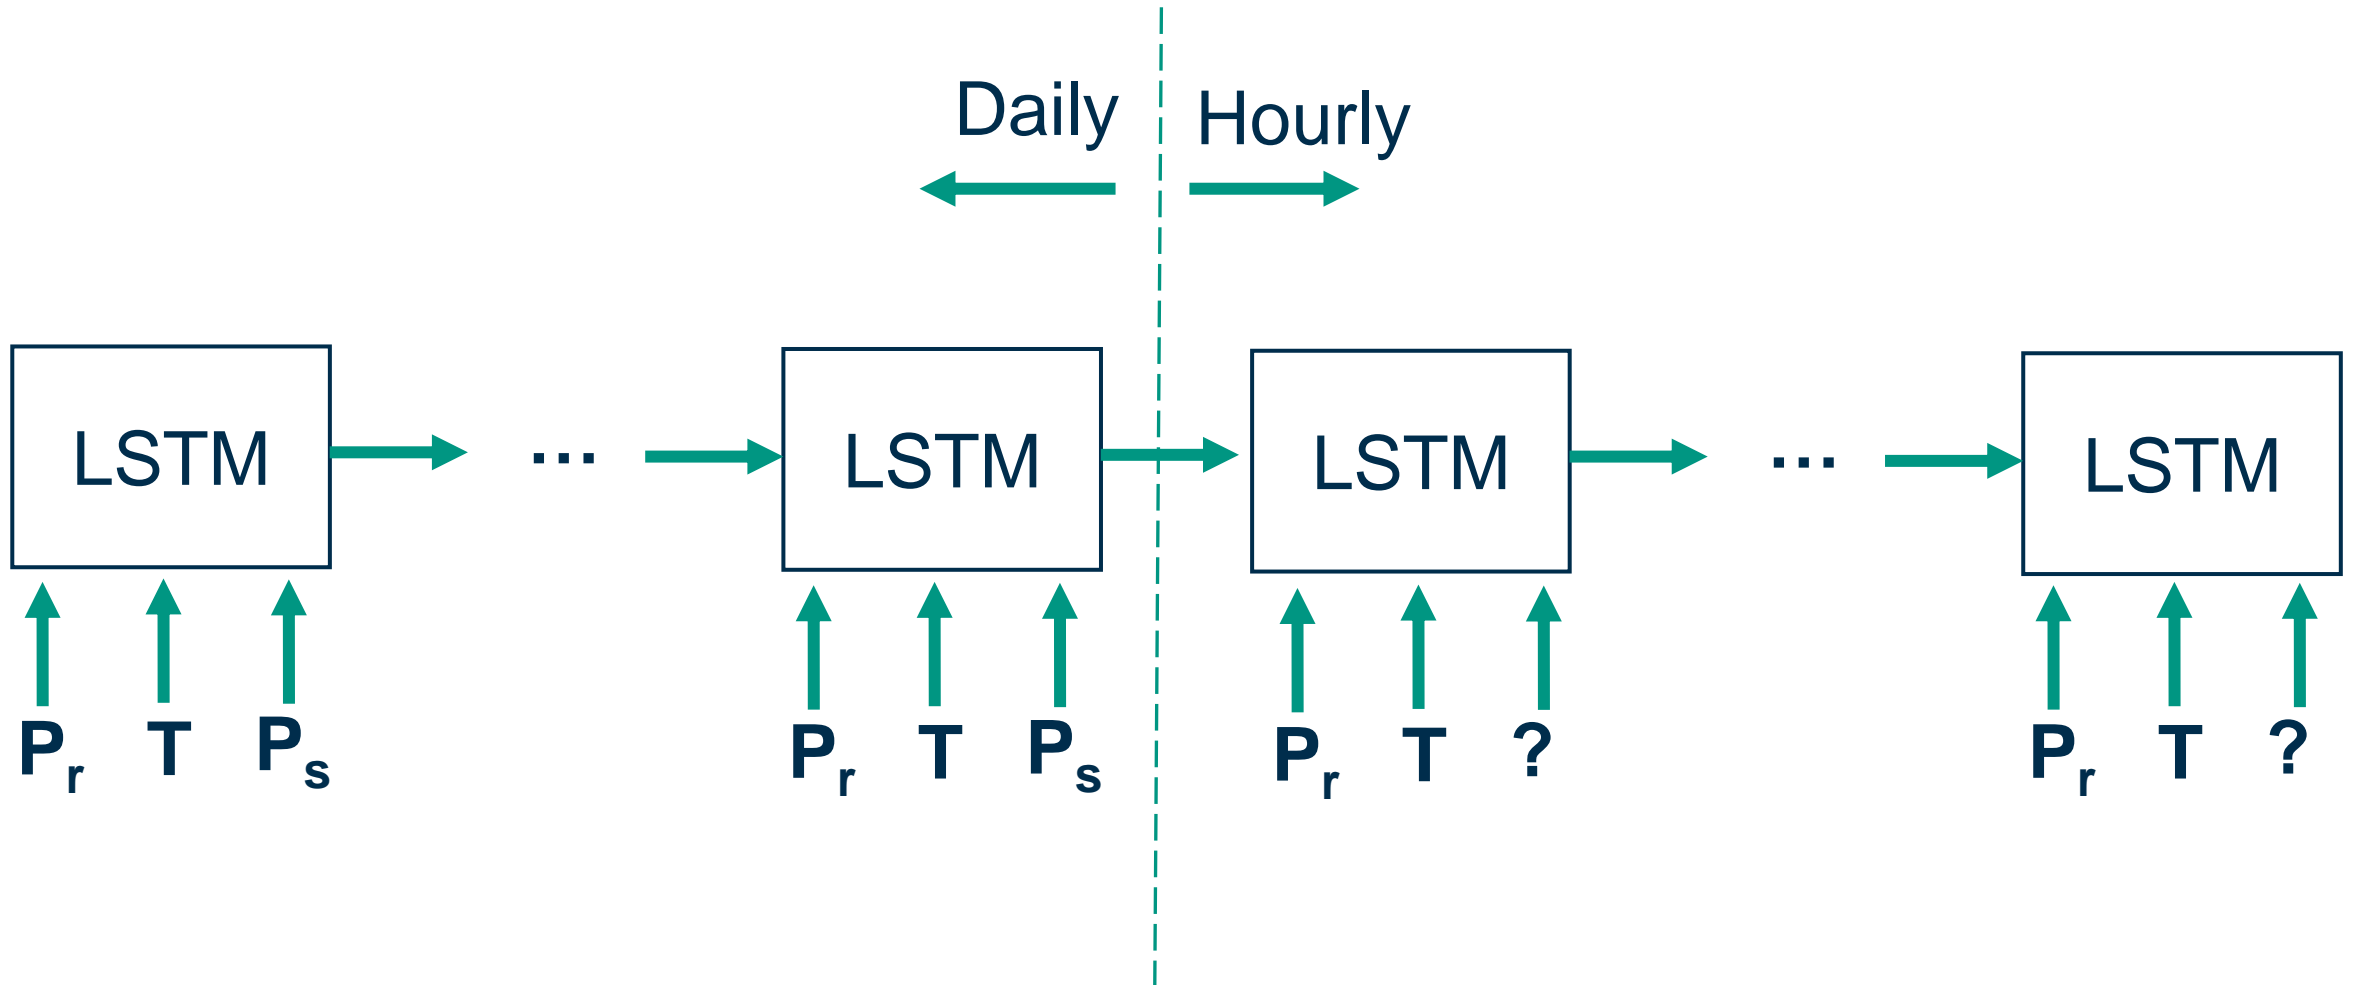 Daily
Hourly
LSTM ... LSTM LSTM ... LSTM
Pr T Ps Pr T Ps Pr T ? Pr T ?